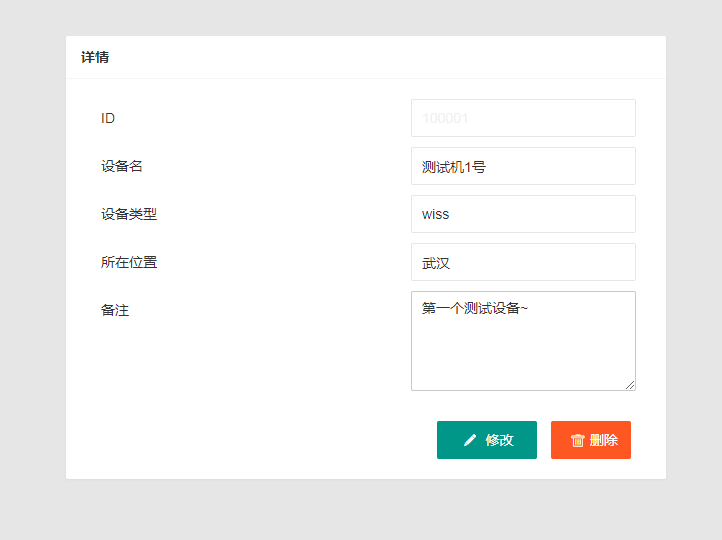 详情
ID 100001
设备名 测试机1号
设备类型 wiss
所在位置 武汉
备注 第一个测试设备~
修改 删除